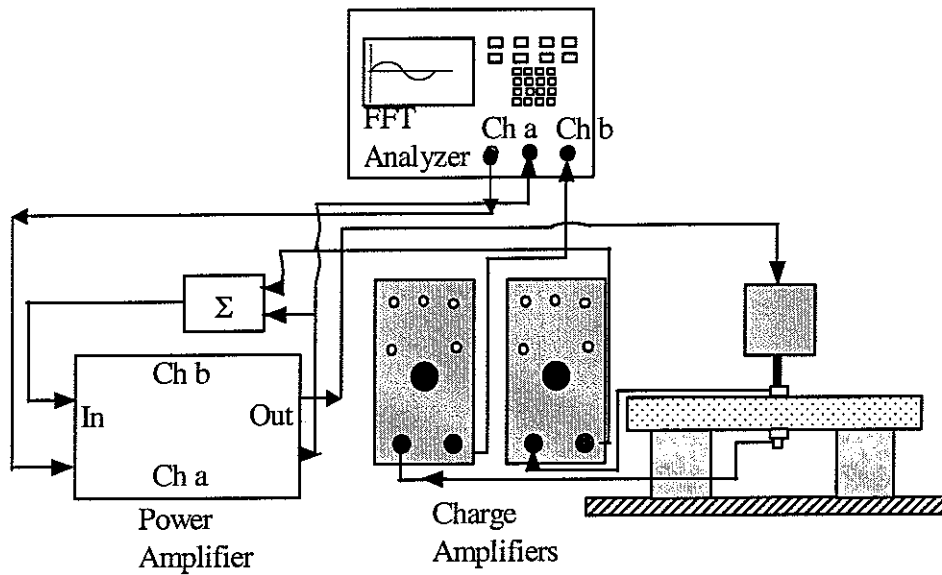 FFT
Analyzer
Ch a
Ch b
Σ
Ch b
In
Out
Ch a
Power
Amplifier
Charge
Amplifiers